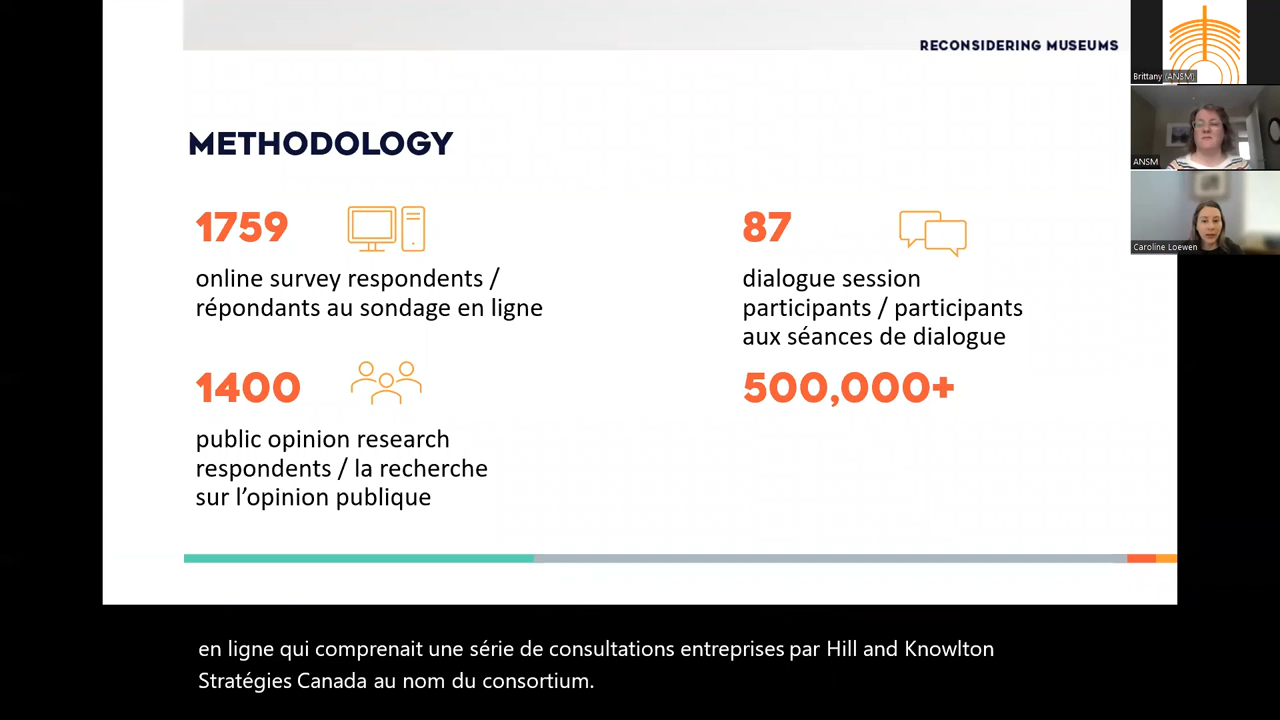 RECONSIDERING MUSEUMS
METHODOLOGY
1759
online survey respondents /
répondants au sondage en ligne
1400
public opinion research
respondents / la recherche
sur l’opinion publique
87
dialogue session
participants / participants
aux séances de dialogue
500,000+
Brittany (ANSM)
ANSM
Caroline Loewen
en ligne qui comprenait une série de consultations entreprises par Hill and Knowlton
Stratégies Canada au nom du consortium.